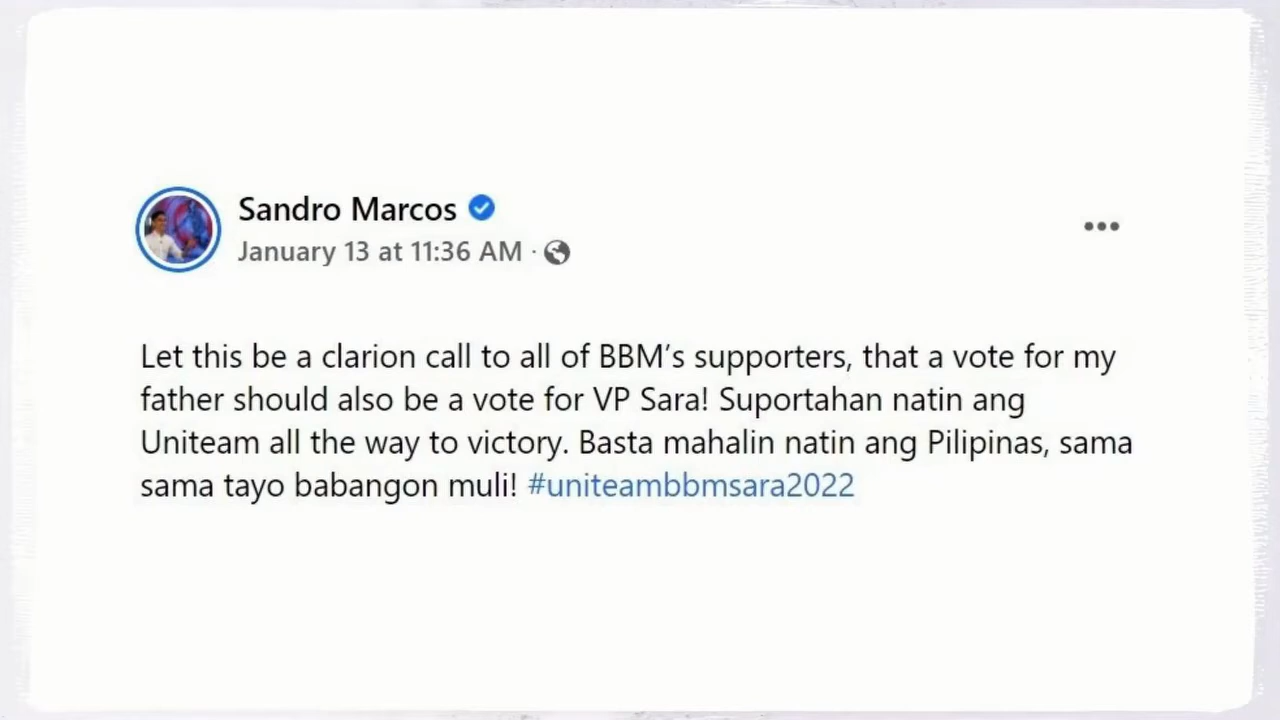 Sandro Marcos
January 13 at 11:36 AM ·
Let this be a clarion call to all of BBM's supporters, that a vote for my
father should also be a vote for VP Sara! Suportahan natin ang
Uniteam all the way to victory. Basta mahalin natin ang Pilipinas, sama
sama tayo babangon muli! #uniteambbmsara2022